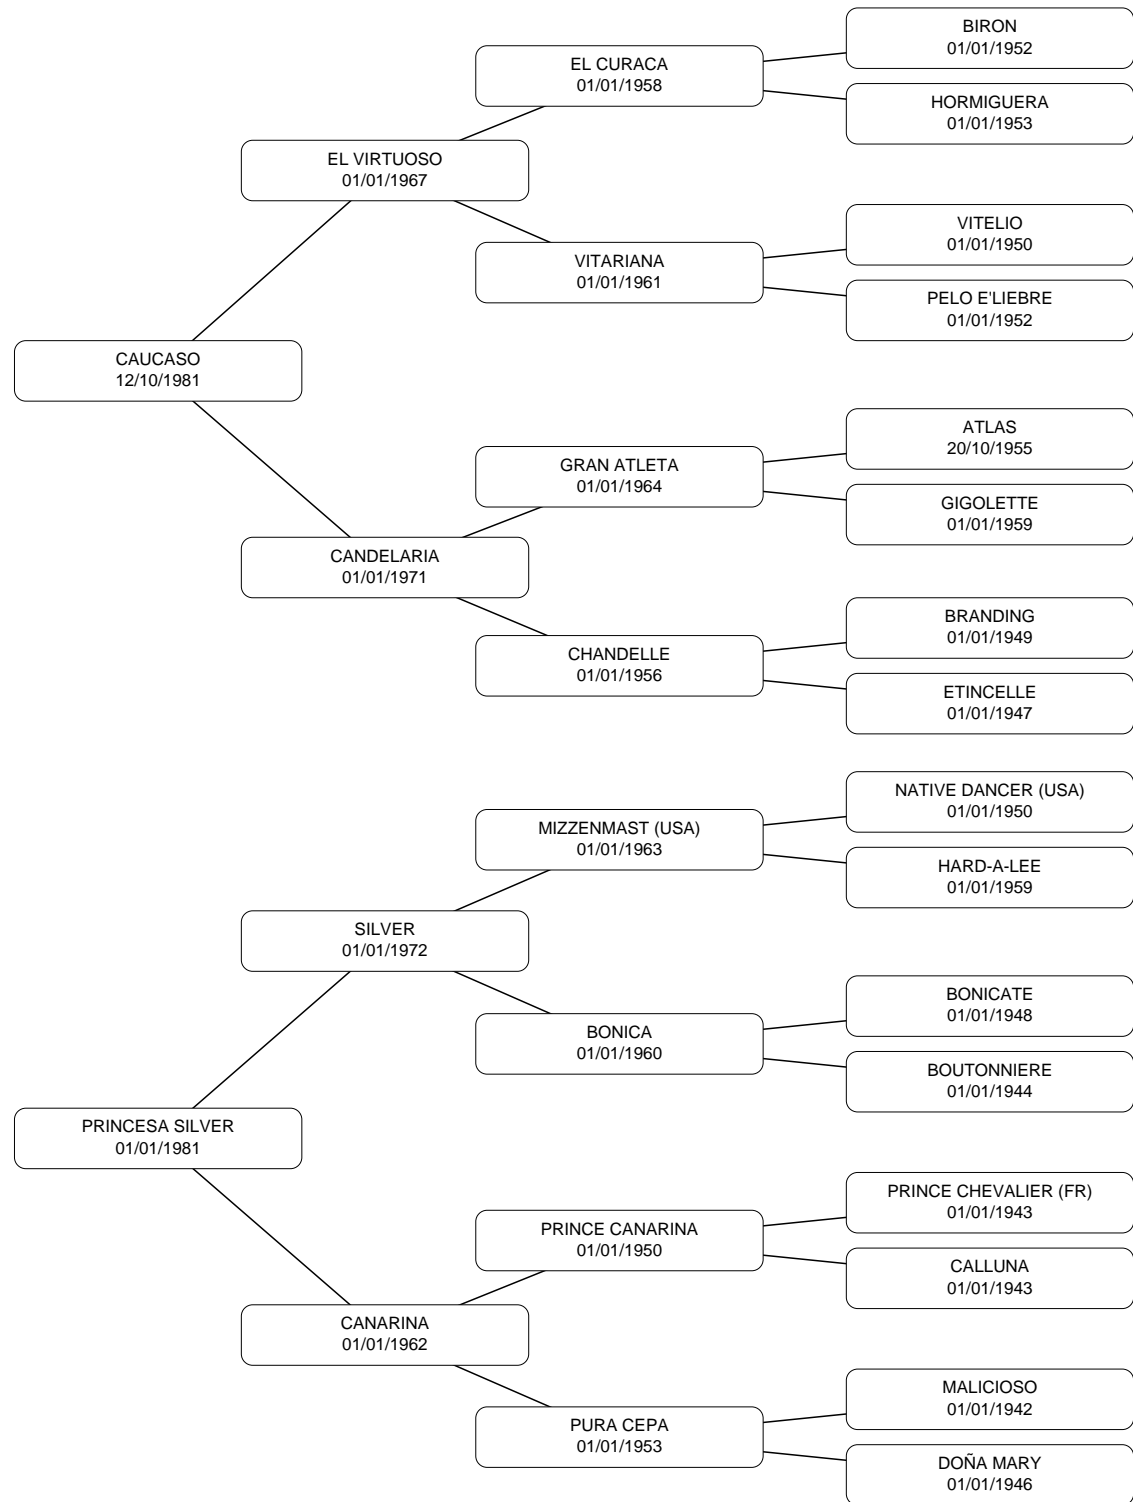 BIRON
01/01/1952
EL CURACA
01/01/1958
HORMIGUERA
01/01/1953
EL VIRTUOSO
01/01/1967
VITELIO
01/01/1950
VITARIANA
01/01/1961
PELO E'LIEBRE
01/01/1952
CAUCASO
12/10/1981
ATLAS
20/10/1955
GRAN ATLETA
01/01/1964
GIGOLETTE
01/01/1959
CANDELARIA
01/01/1971
BRANDING
01/01/1949
CHANDELLE
01/01/1956
ETINCELLE
01/01/1947
NATIVE DANCER (USA)
01/01/1950
MIZZENMAST (USA)
01/01/1963
HARD-A-LEE
01/01/1959
SILVER
01/01/1972
BONICATE
01/01/1948
BONICA
01/01/1960
BOUTONNIERE
01/01/1944
PRINCESA SILVER
01/01/1981
PRINCE CHEVALIER (FR)
01/01/1943
PRINCE CANARINA
01/01/1950
CALLUNA
01/01/1943
CANARINA
01/01/1962
MALICIOSO
01/01/1942
PURA CEPA
01/01/1953
DOÑA MARY
01/01/1946